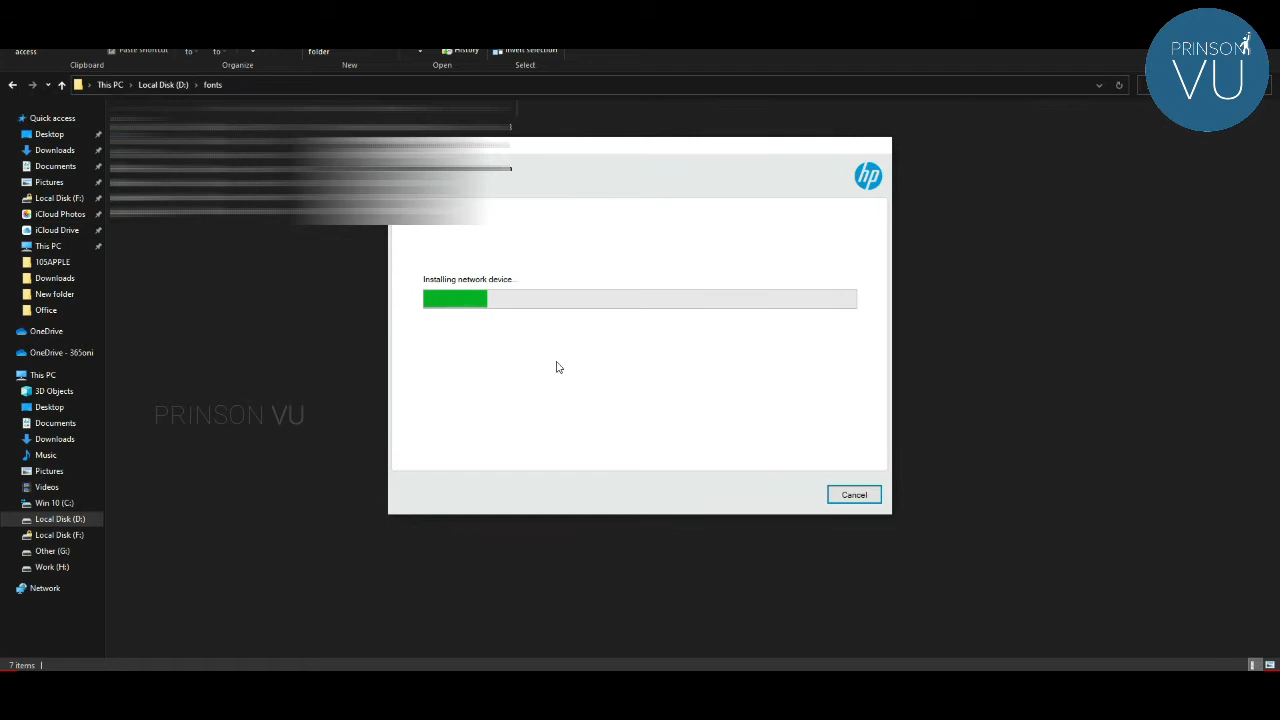 access
Paste shortcut
to
to
folder
History
Invert selection
Clipboard
Organize
New
Open
Select
PRINSON
VU
This PC
Local Disk (D:)
fonts
Quick access
Desktop
Downloads
Documents
Pictures
Local Disk (F:)
iCloud Photos
iCloud Drive
This PC
105APPLE
Downloads
New folder
Office
OneDrive
OneDrive - 365oni
This PC
3D Objects
Desktop
Documents
Downloads
Music
Pictures
Videos
Win 10 (C:)
Local Disk (D:)
Local Disk (F:)
Other (G:)
Work (H:)
Network
7 items
hp
Installing network device...
Cancel
PRINSON VU